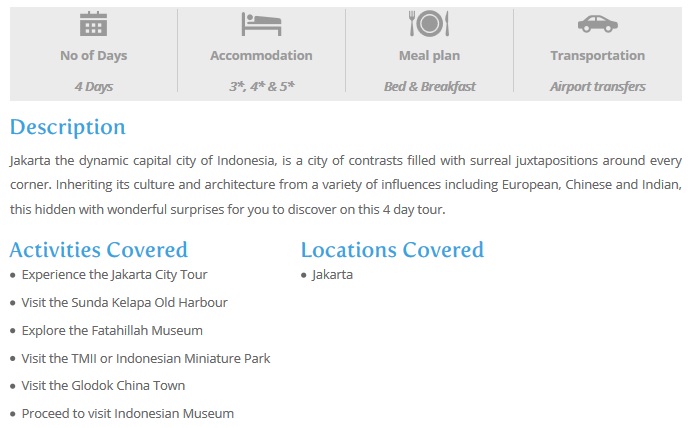 No of Days
Accommodation
Meal plan
Transportation
4 Days
3*, 4* & 5*
Bed & Breakfast
Airport transfers
Description
Jakarta the dynamic capital city of Indonesia, is a city of contrasts filled with surreal juxtapositions around every
corner. Inheriting its culture and architecture from a variety of influences including European, Chinese and Indian,
this hidden with wonderful surprises for you to discover on this 4 day tour.
Activities Covered
Experience the Jakarta City Tour
Visit the Sunda Kelapa Old Harbour
Explore the Fatahillah Museum
Visit the TMII or Indonesian Miniature Park
Visit the Glodok China Town
Proceed to visit Indonesian Museum
Locations Covered
Jakarta